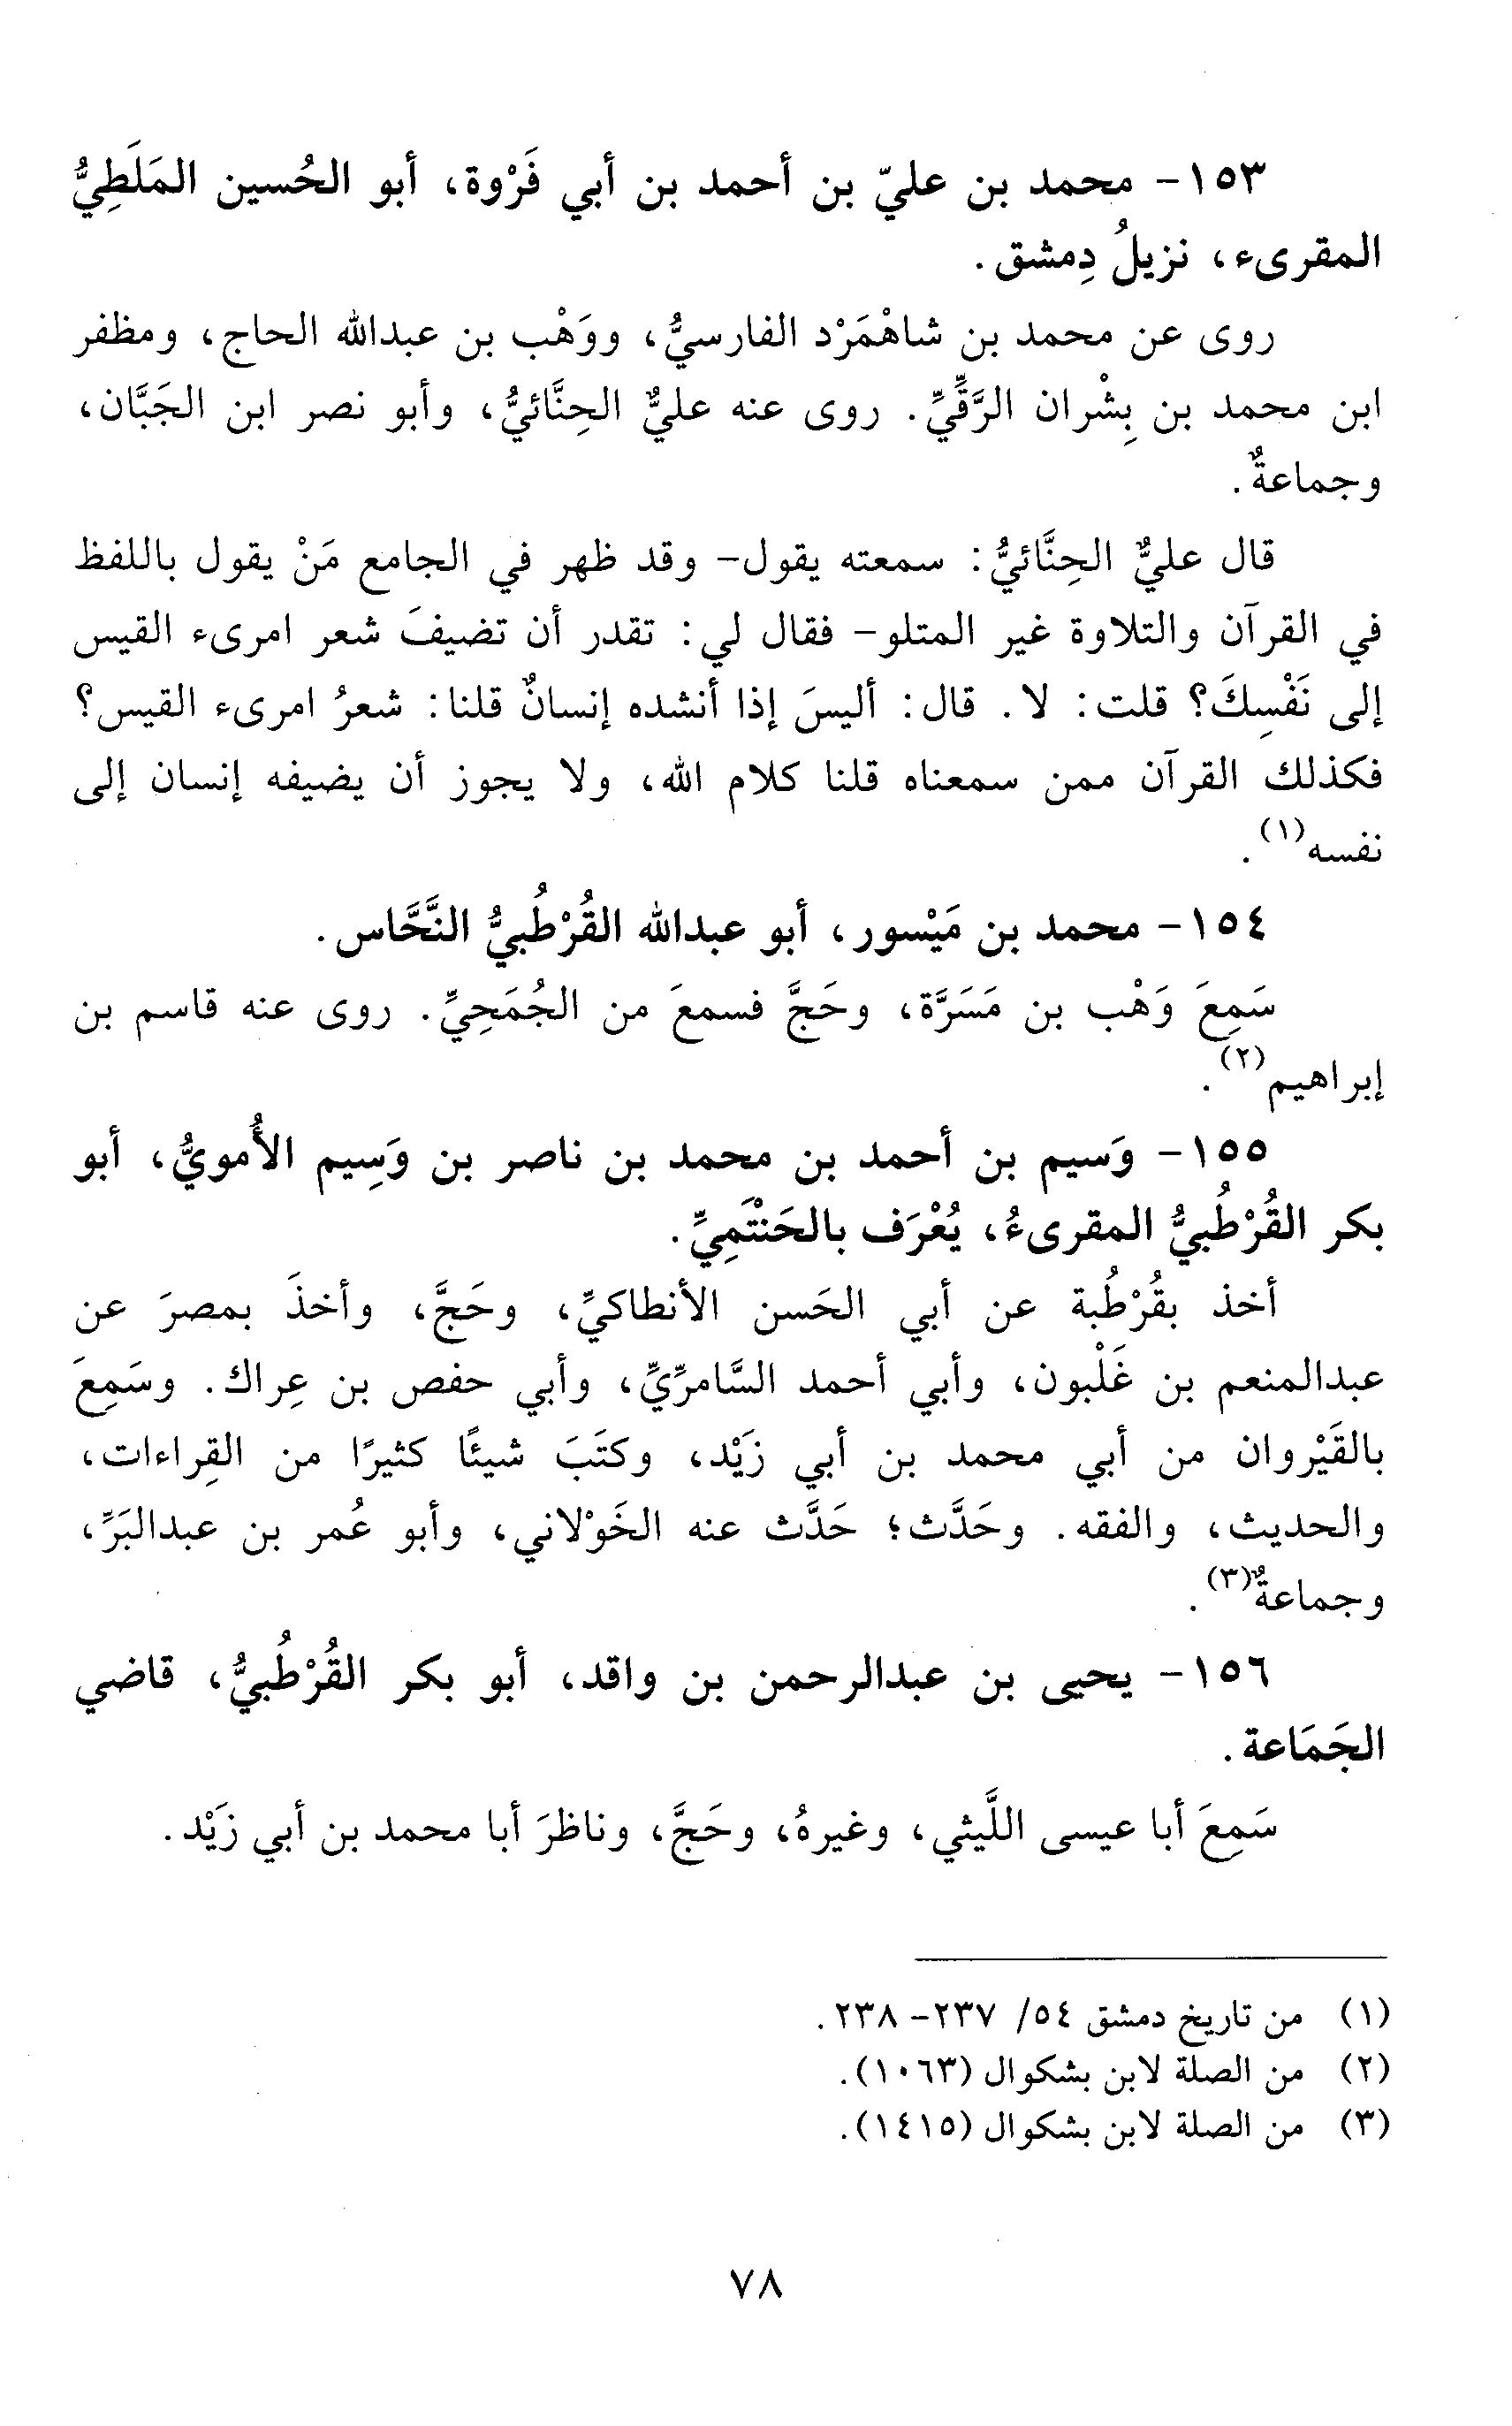 ١٥٣- محمد بن عليّ بن أحمد بن أبي فَرْوة، أبو الحُسين المَلَطِيُّ
المقرىء، نزيلُ دِمشق.
روى عن محمد بن شاهْمَرْد الفارسيُّ، ووَهْب بن عبدالله الحاج، ومظفر
ابن محمد بن بِشْران الرَّقِّيِّ. روى عنه عليٌّ الحِنَّائيُّ، وأبو نصر ابن الجَبَّان،
وجماعةٌ.
قال عليٌّ الحِنَّائيُّ: سمعته يقول- وقد ظهر في الجامع مَنْ يقول باللفظ
في القرآن والتلاوة غير المتلو- فقال لي: تقدر أن تضيفَ شعر امرىء القيس
إلى نَفْسِكَ؟ قلت: لا. قال: أليسَ إذا أنشده إنسانٌ قلنا: شعرُ امرىء القيس؟
فكذلك القرآن ممن سمعناه قلنا كلام الله، ولا يجوز أن يضيفه إنسان إلى
نفسه(١).
١٥٤- محمد بن مَيْسور، أبو عبدالله القُرْطُبيُّ النَّحَّاس.
سَمِعَ وَهْب بن مَسَرَّة، وحَجَّ فسمعَ من الجُمَحِيِّ. روى عنه قاسم بن
إبراهيم(٢).
١٥٥- وَسيم بن أحمد بن محمد بن ناصر بن وَسِيم الأُمويُّ، أبو
بكر القُرْطُبيُّ المقرىءُ، يُعْرَف بالحَنْتَمِيِّ.
أخذ بقُرْطُبة عن أبي الحَسن الأنطاكيِّ، وحَجَّ، وأخذَ بمصرَ عن
عبدالمنعم بن غَلْبون، وأبي أحمد السَّامرِّيِّ، وأبي حفص بن عِراك. وسَمِعَ
بالقَيْروان من أبي محمد بن أبي زَيْد، وكتَبَ شيئًا كثيرًا من القِراءات،
والحديث، والفقه. وحَدَّث؛ حَدَّث عنه الخَوْلاني، وأبو عُمر بن عبدالبَرِّ،
وجماعةٌ(٣).
١٥٦- يحيى بن عبدالرحمن بن واقد، أبو بكر القُرْطُبيُّ، قاضي
الجَمَاعة.
سَمِعَ أبا عيسى اللَّيثي، وغيرهُ، وحَجَّ، وناظرَ أبا محمد بن أبي زَيْد.
(١) من تاريخ دمشق ٥٤/ ٢٣٧- ٢٣٨.
(٢) من الصلة لابن بشكوال (١٠٦٣).
(٣) من الصلة لابن بشكوال (١٤١٥).
٧٨